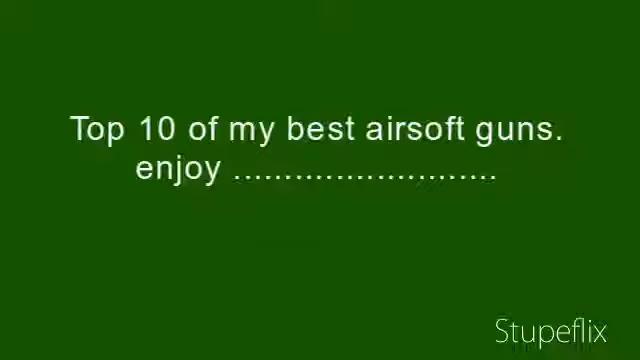 Top 10 of my best airsoft guns.
enjoy ..........................
Stupeflix